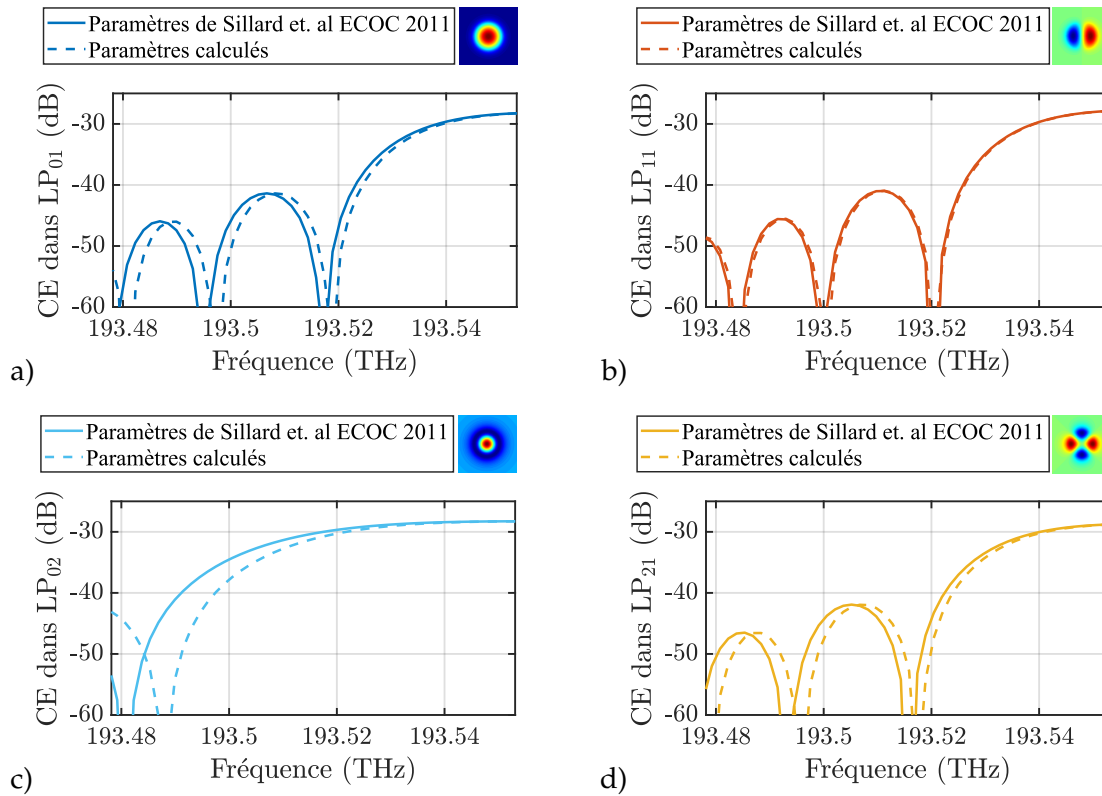 Paramètres de Sillard et. al ECOC 2011
Paramètres calculés
CE dans LP01 (dB)
-30
-40
-50
-60
193.48
193.5
193.52
193.54
Fréquence (THz)
a)
Paramètres de Sillard et. al ECOC 2011
Paramètres calculés
CE dans LP11 (dB)
-30
-40
-50
-60
193.48
193.5
193.52
193.54
Fréquence (THz)
b)
Paramètres de Sillard et. al ECOC 2011
Paramètres calculés
CE dans LP02 (dB)
-30
-40
-50
-60
193.48
193.5
193.52
193.54
Fréquence (THz)
c)
Paramètres de Sillard et. al ECOC 2011
Paramètres calculés
CE dans LP21 (dB)
-30
-40
-50
-60
193.48
193.5
193.52
193.54
Fréquence (THz)
d)